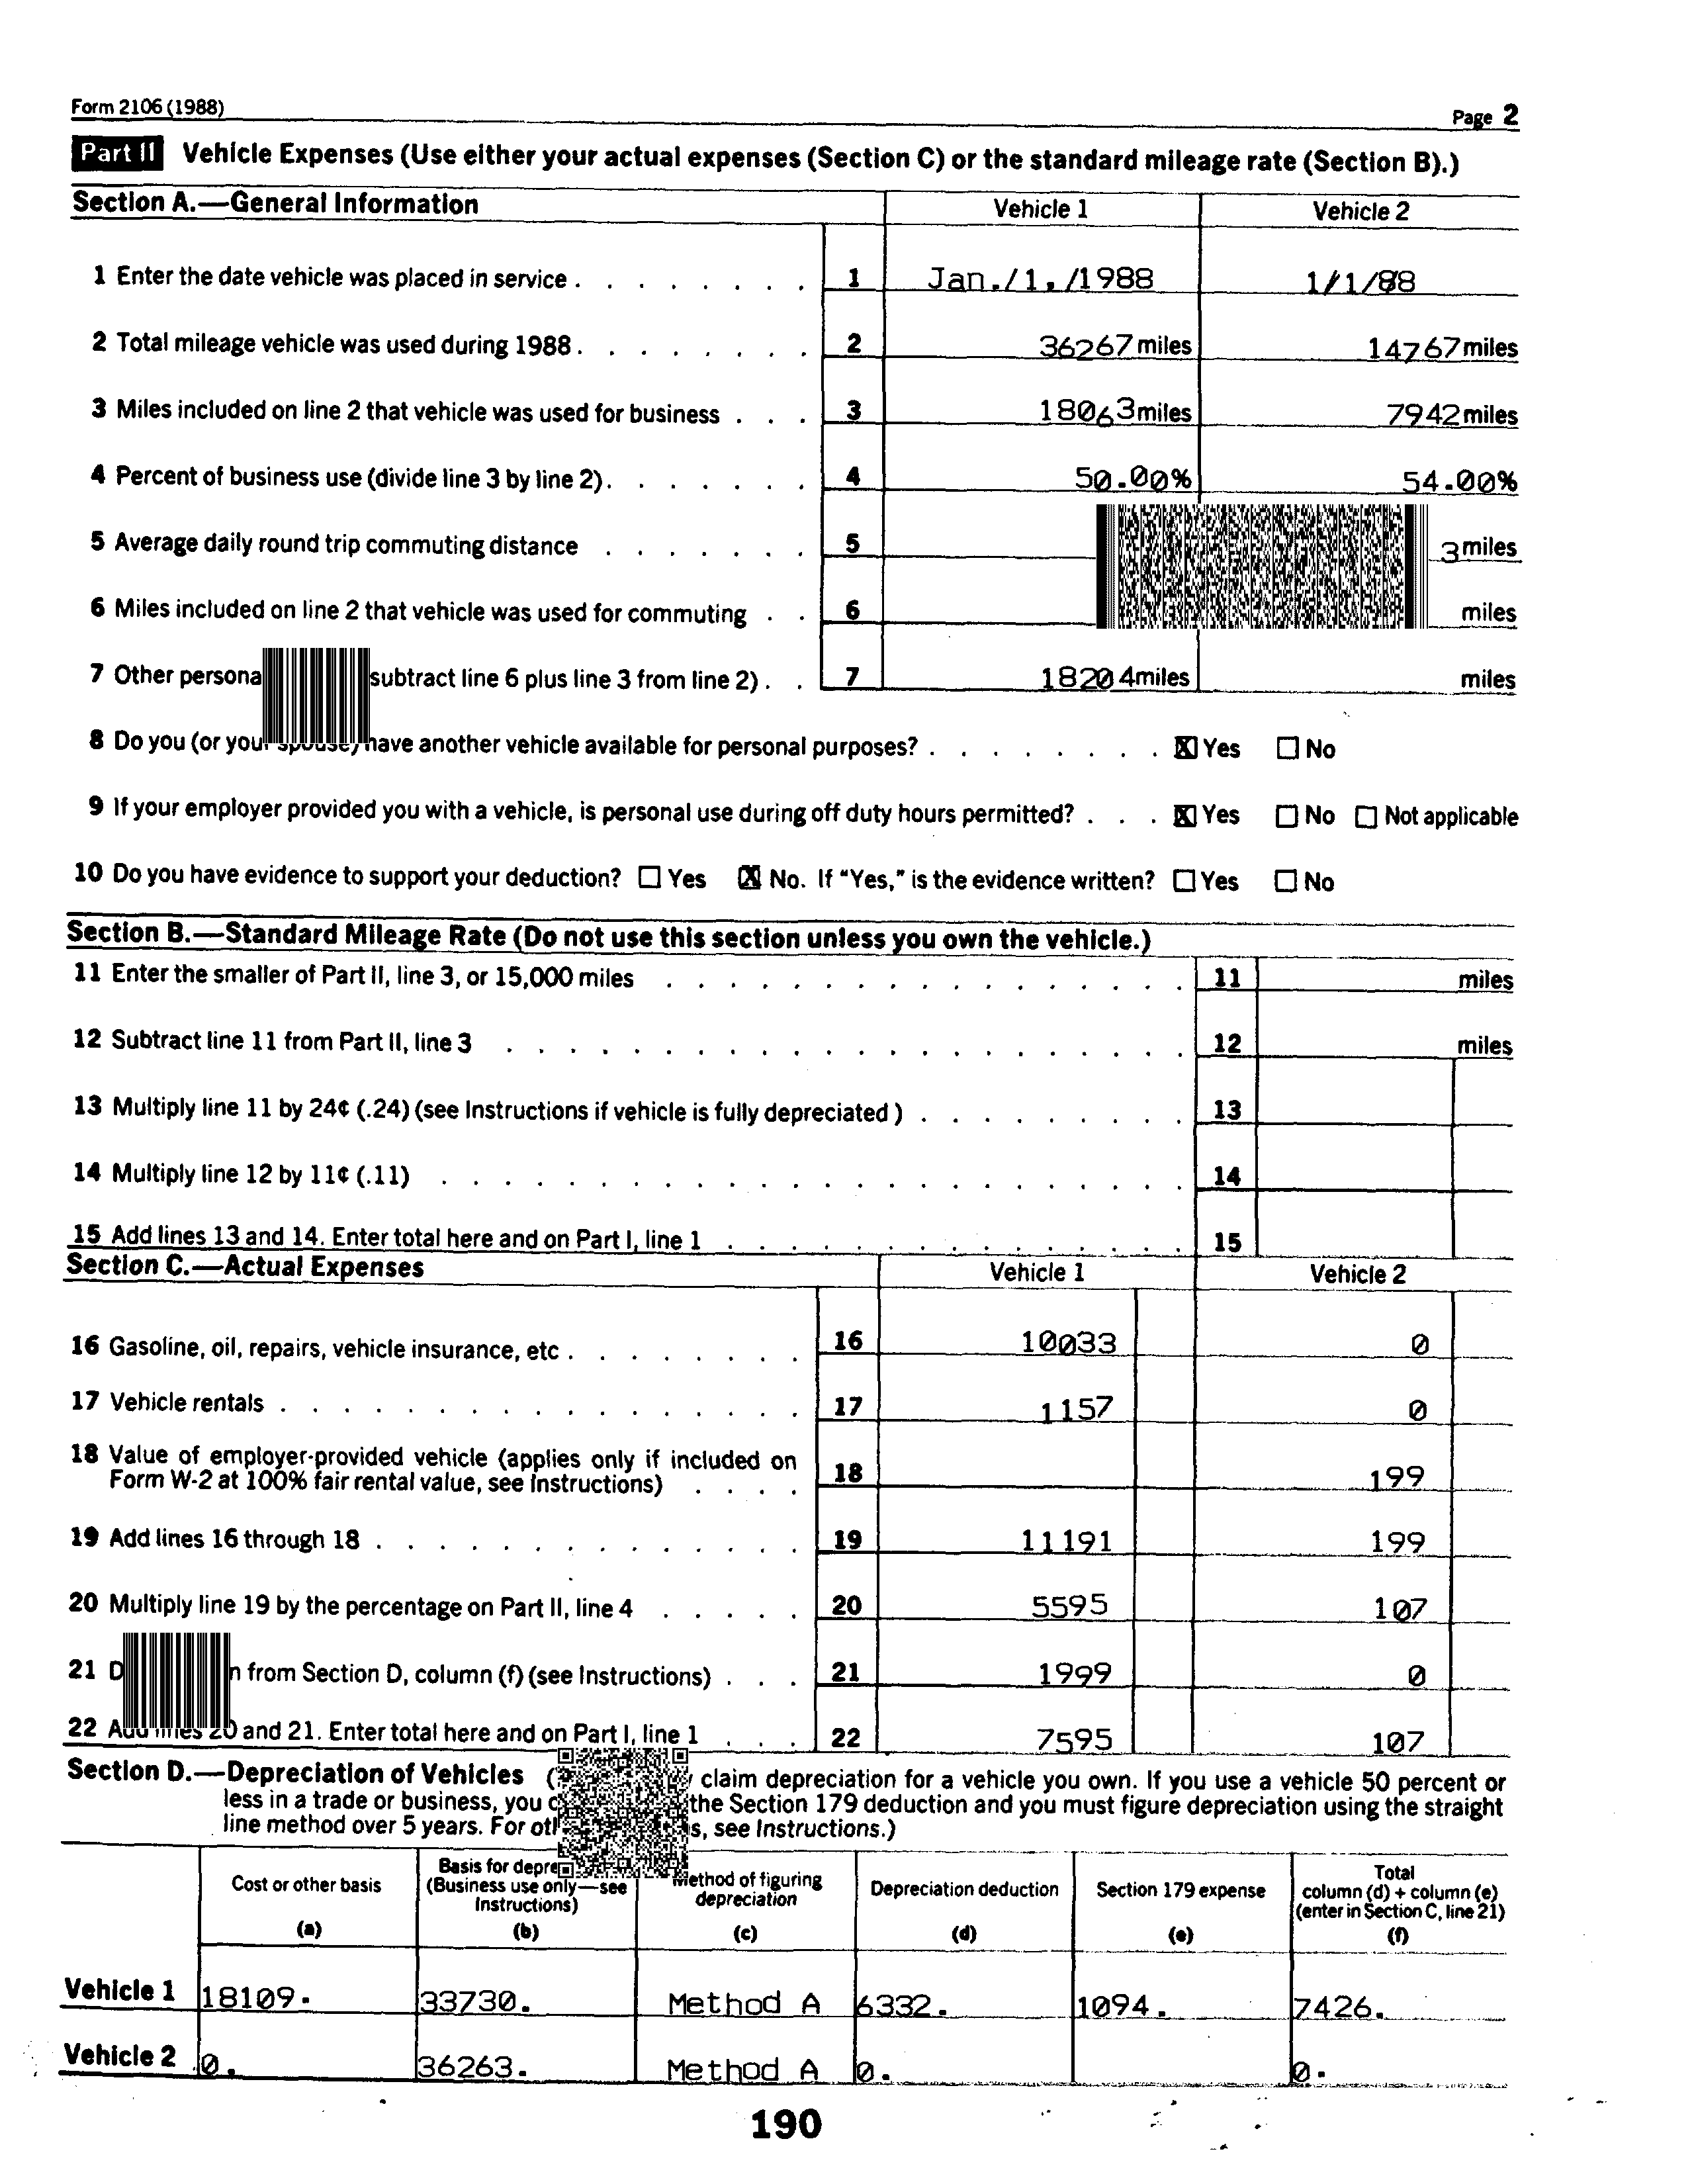 Form 2106 (1988)
Page 2
Part II Vehicle Expenses (Use either your actual expenses (Section C) or the standard mileage rate (Section B).)
Section A.—General Information Vehicle 1 Vehicle 2
1 Enter the date vehicle was placed in service . . . . . . . . 1 Jan./1./1988 1/1/88
2 Total mileage vehicle was used during 1988 . . . . . . . . 2 36267 miles 14767 miles
3 Miles included on line 2 that vehicle was used for business . . . 3 18063 miles 7942 miles
4 Percent of business use (divide line 3 by line 2) . . . . . . . 4 50.00% 54.00%
5 Average daily round trip commuting distance . . . . . . . 5 3 miles
6 Miles included on line 2 that vehicle was used for commuting . . 6 miles
7 Other persona subtract line 6 plus line 3 from line 2) . . 7 18204 miles miles
8 Do you (or your spouse) have another vehicle available for personal purposes? . . . . . . . . ☒ Yes ☐ No
9 If your employer provided you with a vehicle, is personal use during off duty hours permitted? . . . ☒ Yes ☐ No ☐ Not applicable
10 Do you have evidence to support your deduction? ☐ Yes ☒ No. If "Yes," is the evidence written? ☐ Yes ☐ No
Section B.—Standard Mileage Rate (Do not use this section unless you own the vehicle.)
11 Enter the smaller of Part II, line 3, or 15,000 miles . . . . . . . . . . . . . . . . . 11 miles
12 Subtract line 11 from Part II, line 3 . . . . . . . . . . . . . . . . . . . . . . 12 miles
13 Multiply line 11 by 24¢ (.24) (see Instructions if vehicle is fully depreciated ) . . . . . . . . . 13
14 Multiply line 12 by 11¢ (.11) . . . . . . . . . . . . . . . . . . . . . . . . 14
15 Add lines 13 and 14. Enter total here and on Part I, line 1 . . . . . . . . . . . . . . . 15
Section C.—Actual Expenses Vehicle 1 Vehicle 2
16 Gasoline, oil, repairs, vehicle insurance, etc . . . . . . . . 16 10033 0
17 Vehicle rentals . . . . . . . . . . . . . . . . . 17 1157 0
18 Value of employer-provided vehicle (applies only if included on
Form W-2 at 100% fair rental value, see Instructions) . . . . 18 199
19 Add lines 16 through 18 . . . . . . . . . . . . . . 19 11191 199
20 Multiply line 19 by the percentage on Part II, line 4 . . . . . 20 5595 107
21 D n from Section D, column (f) (see Instructions) . . . 21 1999 0
22 Add lines 20 and 21. Enter total here and on Part I, line 1 . . . 22 7595 107
Section D.—Depreciation of Vehicles ( claim depreciation for a vehicle you own. If you use a vehicle 50 percent or
less in a trade or business, you c the Section 179 deduction and you must figure depreciation using the straight
line method over 5 years. For ot s, see Instructions.)
Cost or other basis (a) Basis for depre (Business use only—see Instructions) (b) Method of figuring depreciation (c) Depreciation deduction (d) Section 179 expense (e) Total column (d) + column (e) (enter in Section C, line 21) (f)
Vehicle 1 18109. 33730. Method A 6332. 1094. 7426.
Vehicle 2 0. 36263. Method A 0. 0.
190